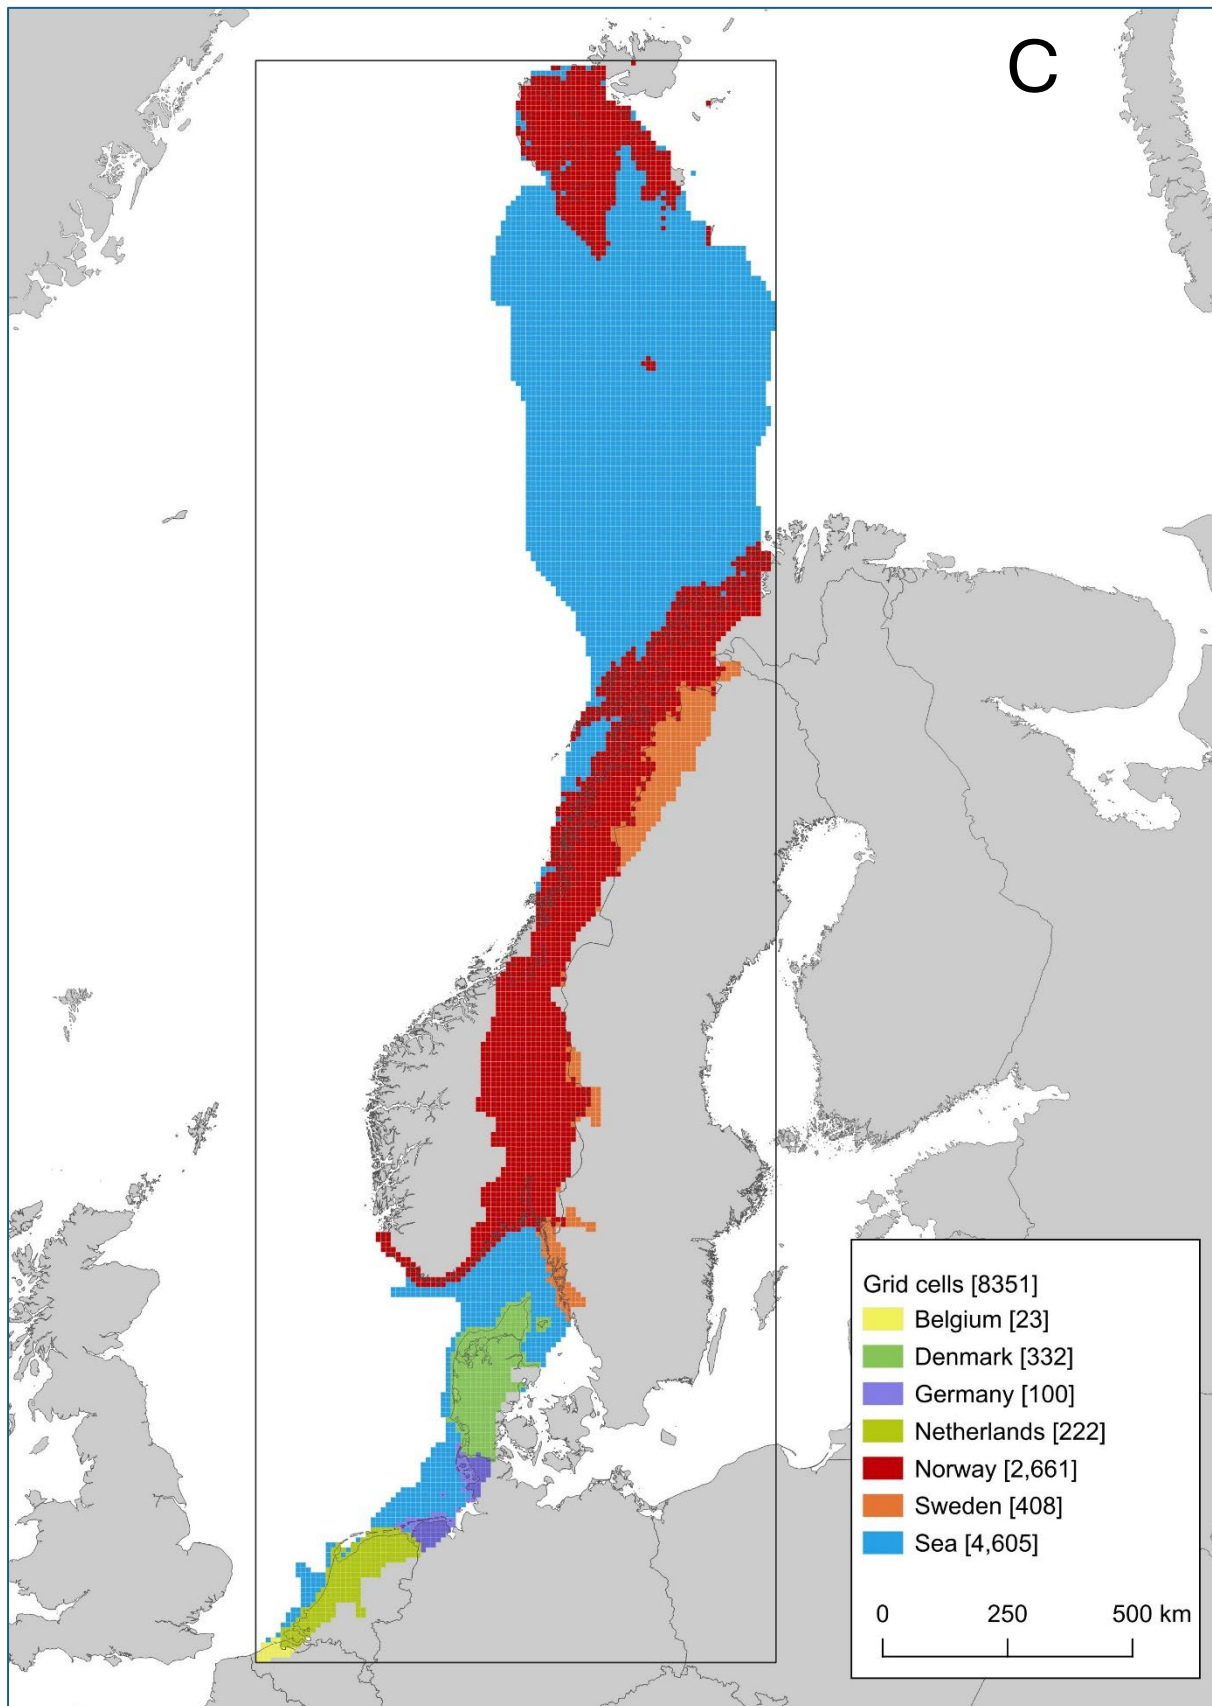 C
Grid cells [8351]
Belgium [23]
Denmark [332]
Germany [100]
Netherlands [222]
Norway [2,661]
Sweden [408]
Sea [4,605]
0 250 500 km